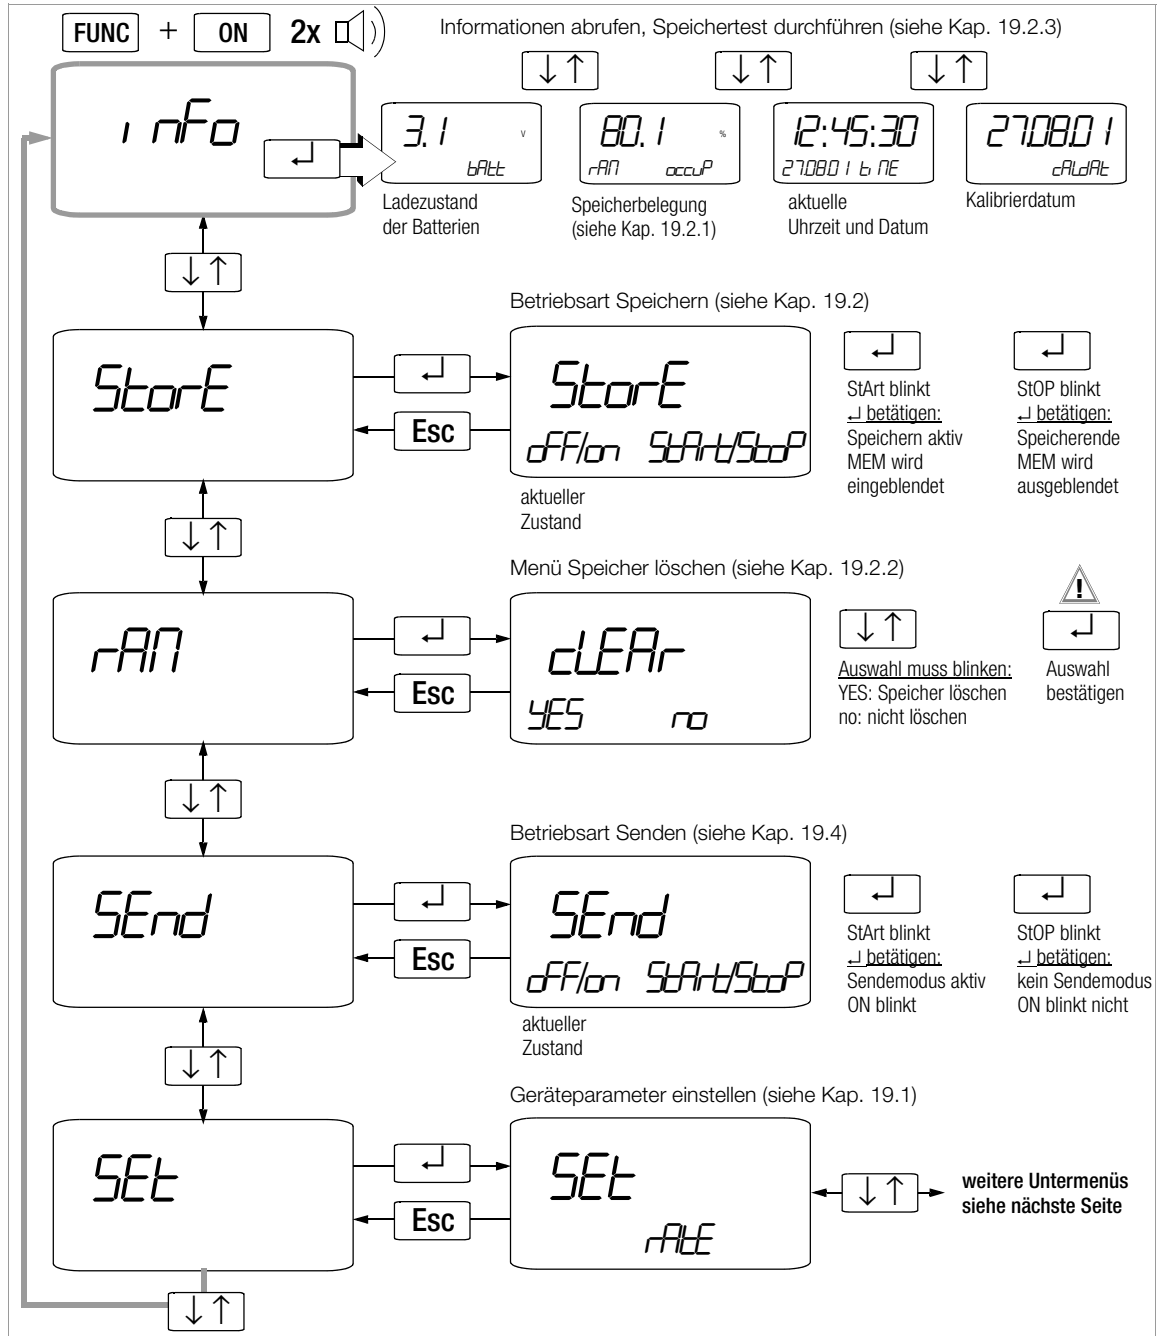 FUNC + ON 2x
Informationen abrufen, Speichertest durchführen (siehe Kap. 19.2.3)
↓ ↑ ↓ ↑ ↓ ↑
inFo
↵
3.1 V
bAtt
80.1 %
rAM occuP
12:45:30
27.08.01 tiME
27.08.01
cALdAt
Ladezustand
der Batterien
Speicherbelegung
(siehe Kap. 19.2.1)
aktuelle
Uhrzeit und Datum
Kalibrierdatum
↓ ↑
Betriebsart Speichern (siehe Kap. 19.2)
StorE
↵
Esc
StorE
oFF/on StArt/StoP
aktueller
Zustand
↵
StArt blinkt
↵ betätigen:
Speichern aktiv
MEM wird
eingeblendet
↵
StOP blinkt
↵ betätigen:
Speicherende
MEM wird
ausgeblendet
↓ ↑
Menü Speicher löschen (siehe Kap. 19.2.2)
rAM
↵
Esc
cLEAr
YES no
↓ ↑
Auswahl muss blinken:
YES: Speicher löschen
no: nicht löschen
!
↵
Auswahl
bestätigen
↓ ↑
Betriebsart Senden (siehe Kap. 19.4)
SEnd
↵
Esc
SEnd
oFF/on StArt/StoP
aktueller
Zustand
↵
StArt blinkt
↵ betätigen:
Sendemodus aktiv
ON blinkt
↵
StOP blinkt
↵ betätigen:
kein Sendemodus
ON blinkt nicht
↓ ↑
Geräteparameter einstellen (siehe Kap. 19.1)
SEt
↵
Esc
SEt
rAtE
↓ ↑
weitere Untermenüs
siehe nächste Seite
↓ ↑